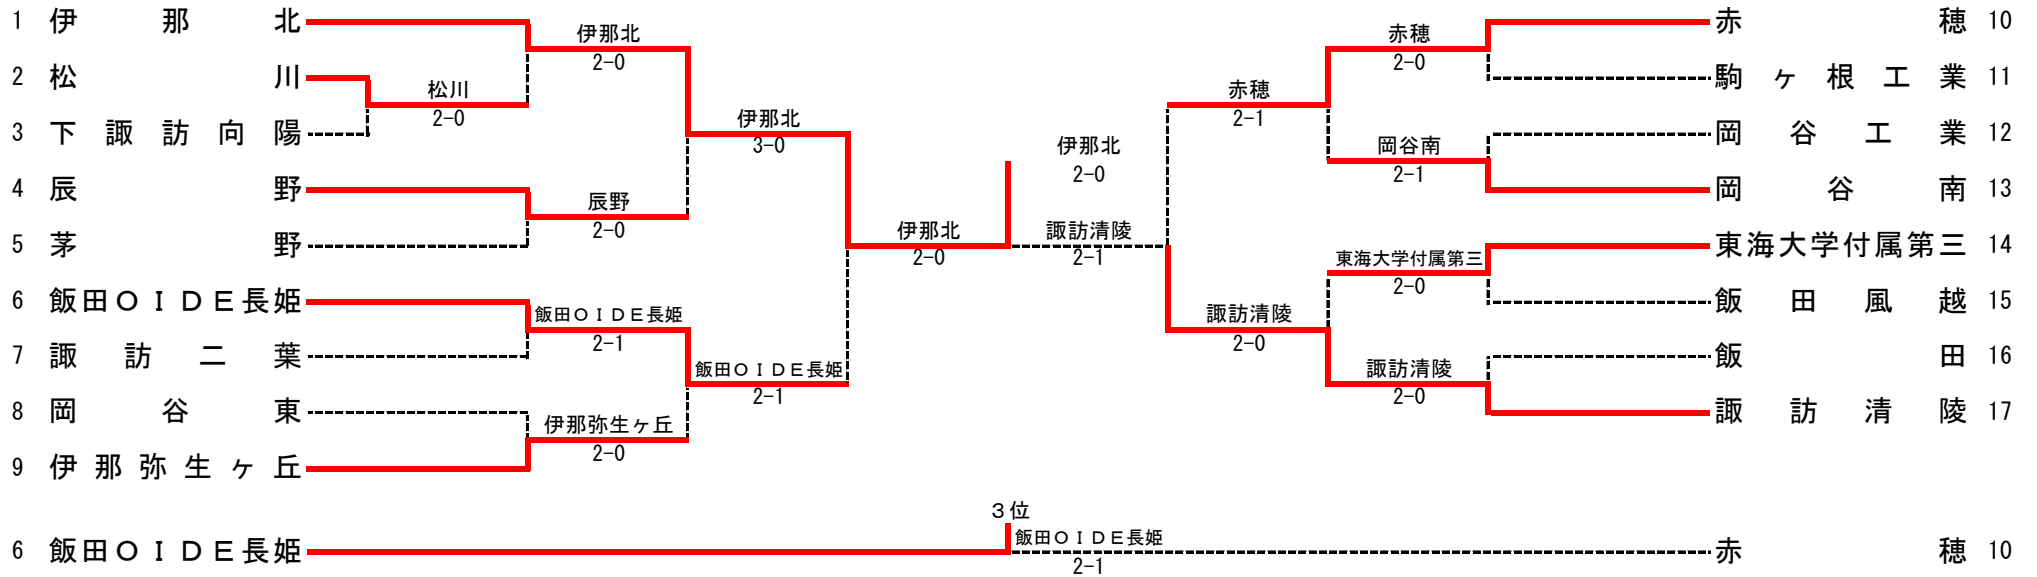 1 伊那北
2 松川
3 下諏訪向陽
4 辰野
5 茅野
6 飯田ＯＩＤＥ長姫
7 諏訪二葉
8 岡谷東
9 伊那弥生ヶ丘
松川
2-0
伊那北
2-0
辰野
2-0
飯田ＯＩＤＥ長姫
2-1
伊那弥生ヶ丘
2-0
伊那北
3-0
飯田ＯＩＤＥ長姫
2-1
伊那北
2-0
伊那北
2-0
諏訪清陵
2-1
赤穂
2-1
諏訪清陵
2-0
赤穂
2-0
岡谷南
2-1
東海大学付属第三
2-0
諏訪清陵
2-0
赤穂 10
駒ヶ根工業 11
岡谷工業 12
岡谷南 13
東海大学付属第三 14
飯田風越 15
飯田 16
諏訪清陵 17
３位
6 飯田ＯＩＤＥ長姫
飯田ＯＩＤＥ長姫
2-1
赤穂 10